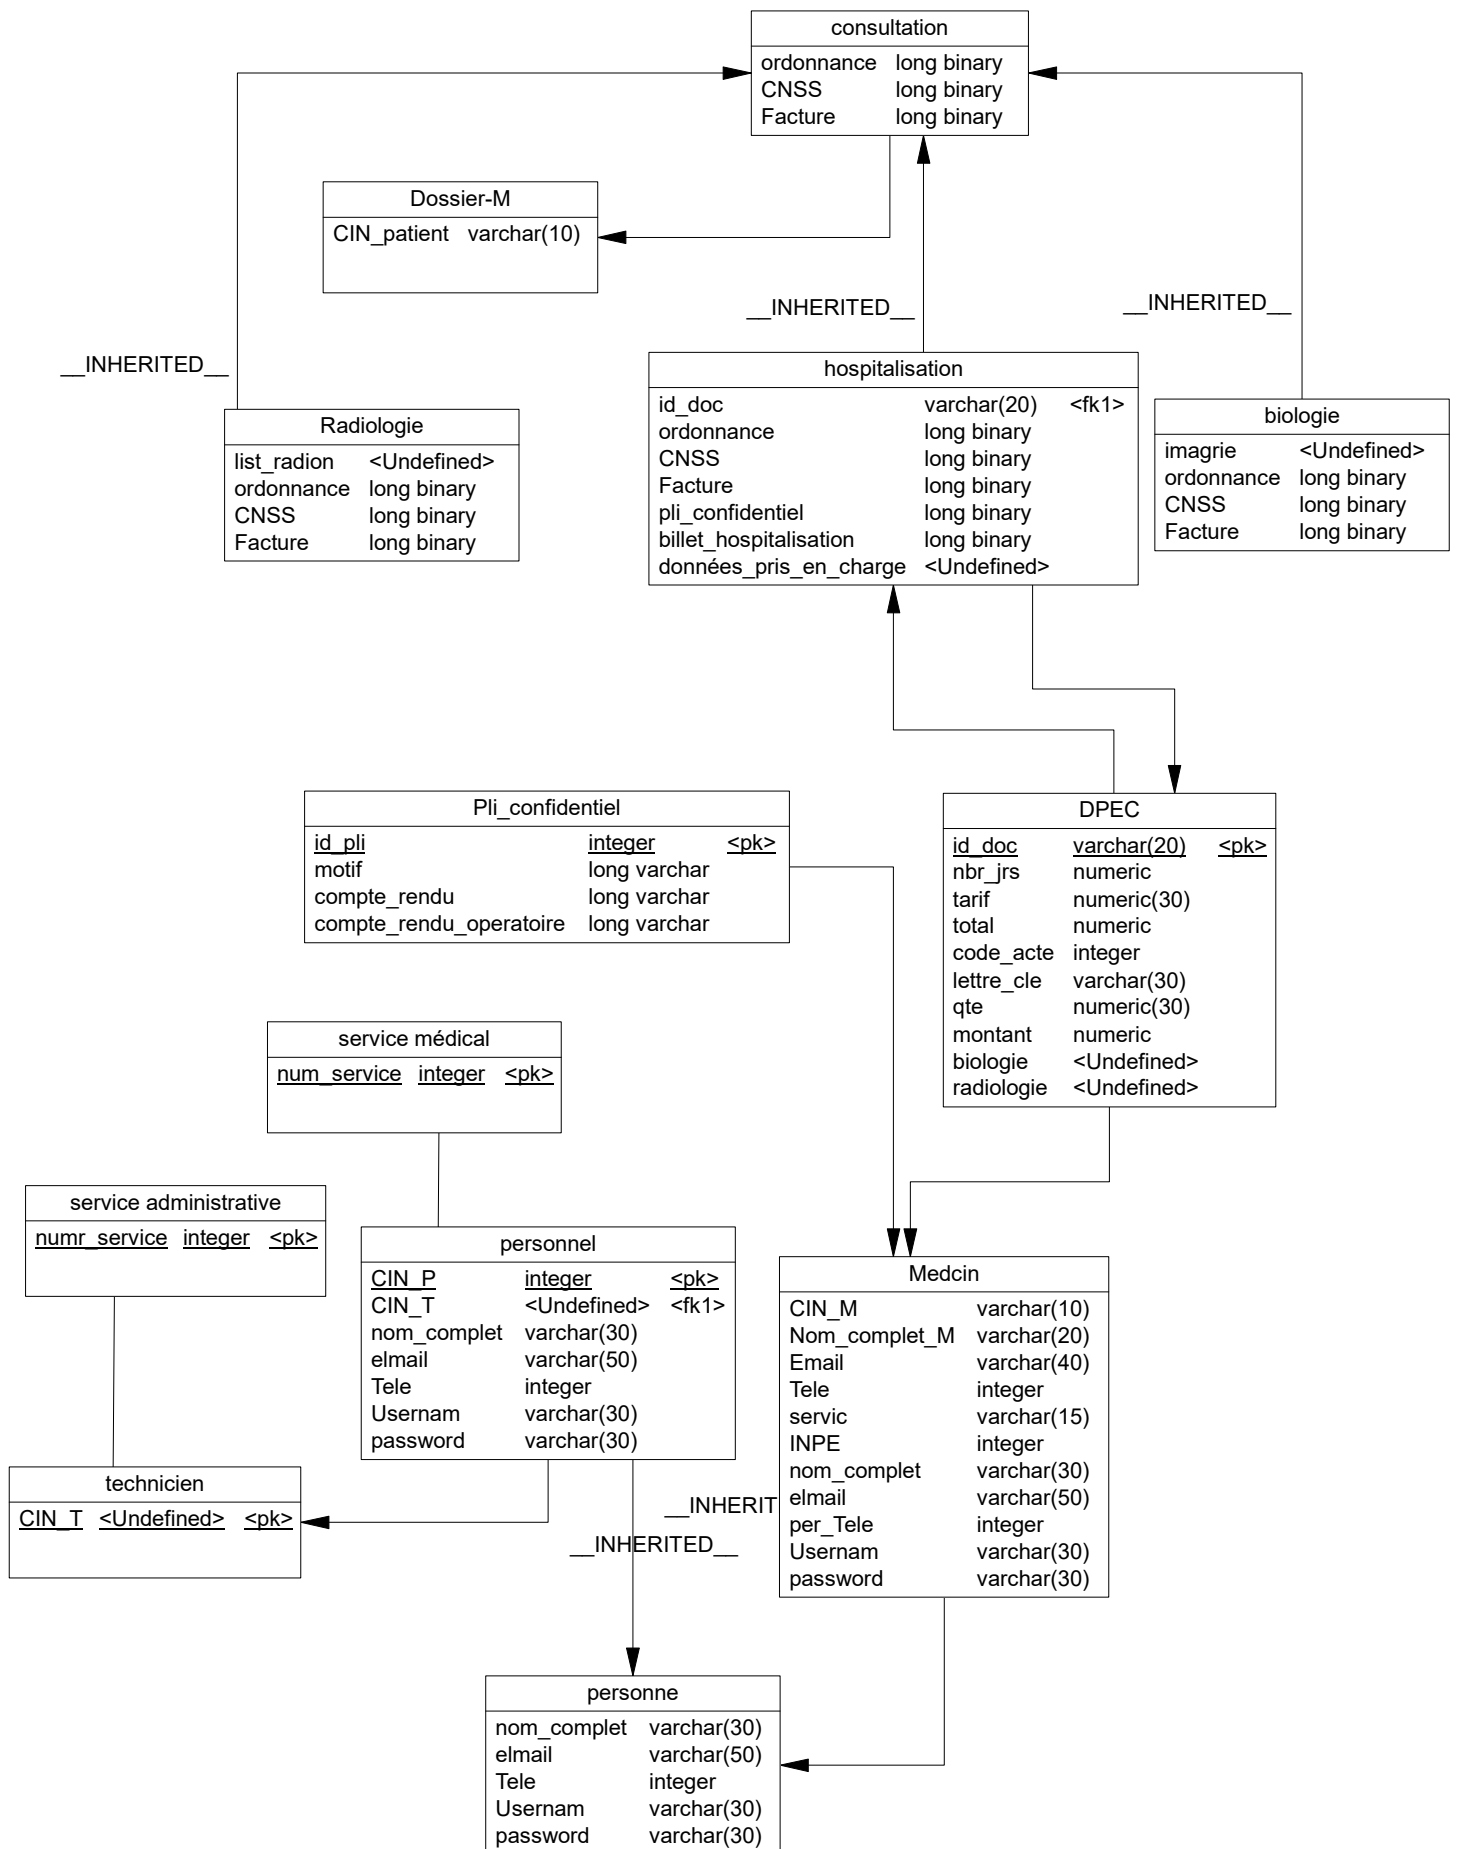 consultation
ordonnance long binary
CNSS long binary
Facture long binary
Dossier-M
CIN_patient varchar(10)
__INHERITED__
__INHERITED__
__INHERITED__
hospitalisation
id_doc varchar(20) <fk1>
ordonnance long binary
CNSS long binary
Facture long binary
pli_confidentiel long binary
billet_hospitalisation long binary
données_pris_en_charge <Undefined>
Radiologie
list_radion <Undefined>
ordonnance long binary
CNSS long binary
Facture long binary
biologie
imagrie <Undefined>
ordonnance long binary
CNSS long binary
Facture long binary
Pli_confidentiel
id_pli integer <pk>
motif long varchar
compte_rendu long varchar
compte_rendu_operatoire long varchar
DPEC
id_doc varchar(20) <pk>
nbr_jrs numeric
tarif numeric(30)
total numeric
code_acte integer
lettre_cle varchar(30)
qte numeric(30)
montant numeric
biologie <Undefined>
radiologie <Undefined>
service médical
num_service integer <pk>
service administrative
numr_service integer <pk>
personnel
CIN_P integer <pk>
CIN_T <Undefined> <fk1>
nom_complet varchar(30)
elmail varchar(50)
Tele integer
Usernam varchar(30)
password varchar(30)
Medcin
CIN_M varchar(10)
Nom_complet_M varchar(20)
Email varchar(40)
Tele integer
servic varchar(15)
INPE integer
nom_complet varchar(30)
elmail varchar(50)
per_Tele integer
Usernam varchar(30)
password varchar(30)
technicien
CIN_T <Undefined> <pk>
__INHERIT
__INHERITED__
personne
nom_complet varchar(30)
elmail varchar(50)
Tele integer
Usernam varchar(30)
password varchar(30)